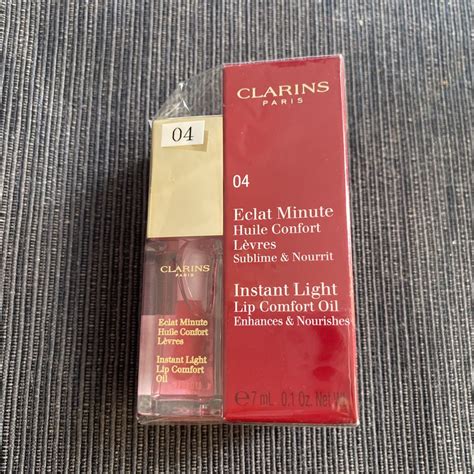 04
CLARINS
PARIS
Eclat Minute
Huile Confort
Lèvres
Instant Light
Lip Comfort
Oil
CLARINS
PARIS
04
Eclat Minute
Huile Confort
Lèvres
Sublime & Nourrit
Instant Light
Lip Comfort Oil
Enhances & Nourishes
℮ 7 mL 0.1 Oz. Net